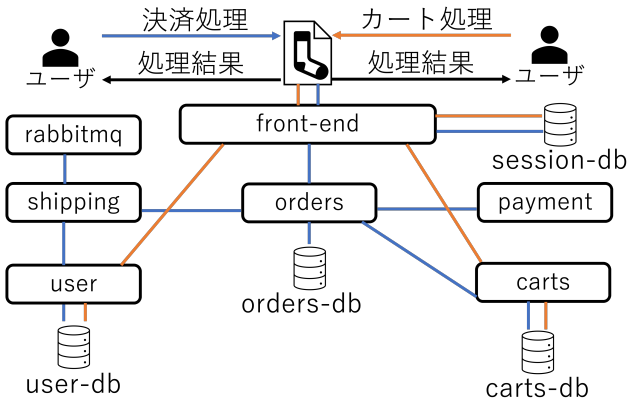 決済処理
カート処理
ユーザ
処理結果
処理結果
ユーザ
front-end
rabbitmq
session-db
shipping
orders
payment
user
carts
orders-db
user-db
carts-db